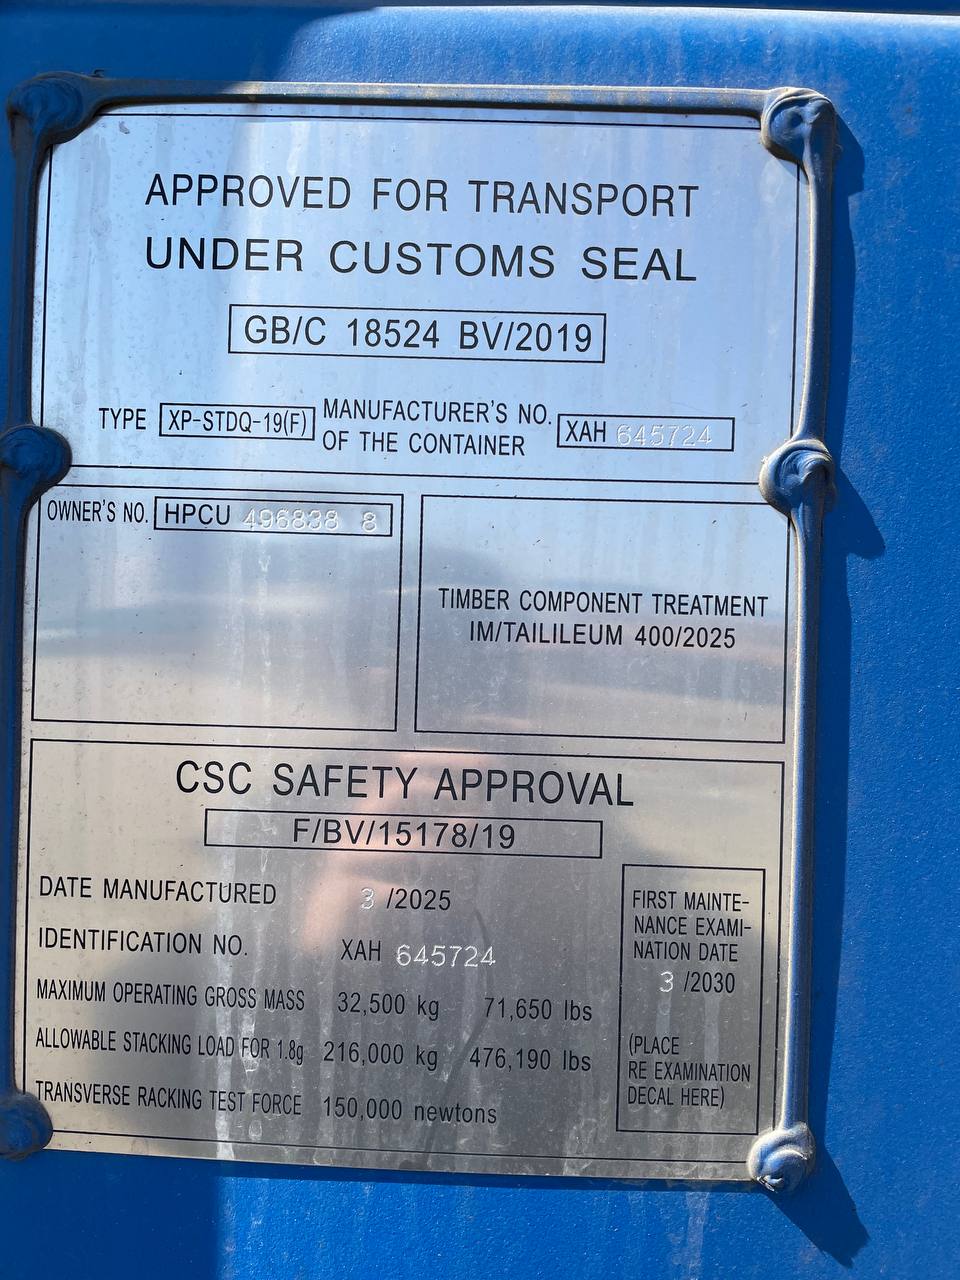 APPROVED FOR TRANSPORT
UNDER CUSTOMS SEAL
GB/C 18524 BV/2019
TYPE XP-STDQ-19(F) MANUFACTURER'S NO. OF THE CONTAINER XAH 645724
OWNER'S NO. HPCU 496838 8
TIMBER COMPONENT TREATMENT
IM/TAILILEUM 400/2025
CSC SAFETY APPROVAL
F/BV/15178/19
DATE MANUFACTURED 3 /2025
IDENTIFICATION NO. XAH 645724
MAXIMUM OPERATING GROSS MASS 32,500 kg 71,650 lbs
ALLOWABLE STACKING LOAD FOR 1.8g 216,000 kg 476,190 lbs
TRANSVERSE RACKING TEST FORCE 150,000 newtons
FIRST MAINTE-
NANCE EXAMI-
NATION DATE
3 /2030
(PLACE
RE EXAMINATION
DECAL HERE)